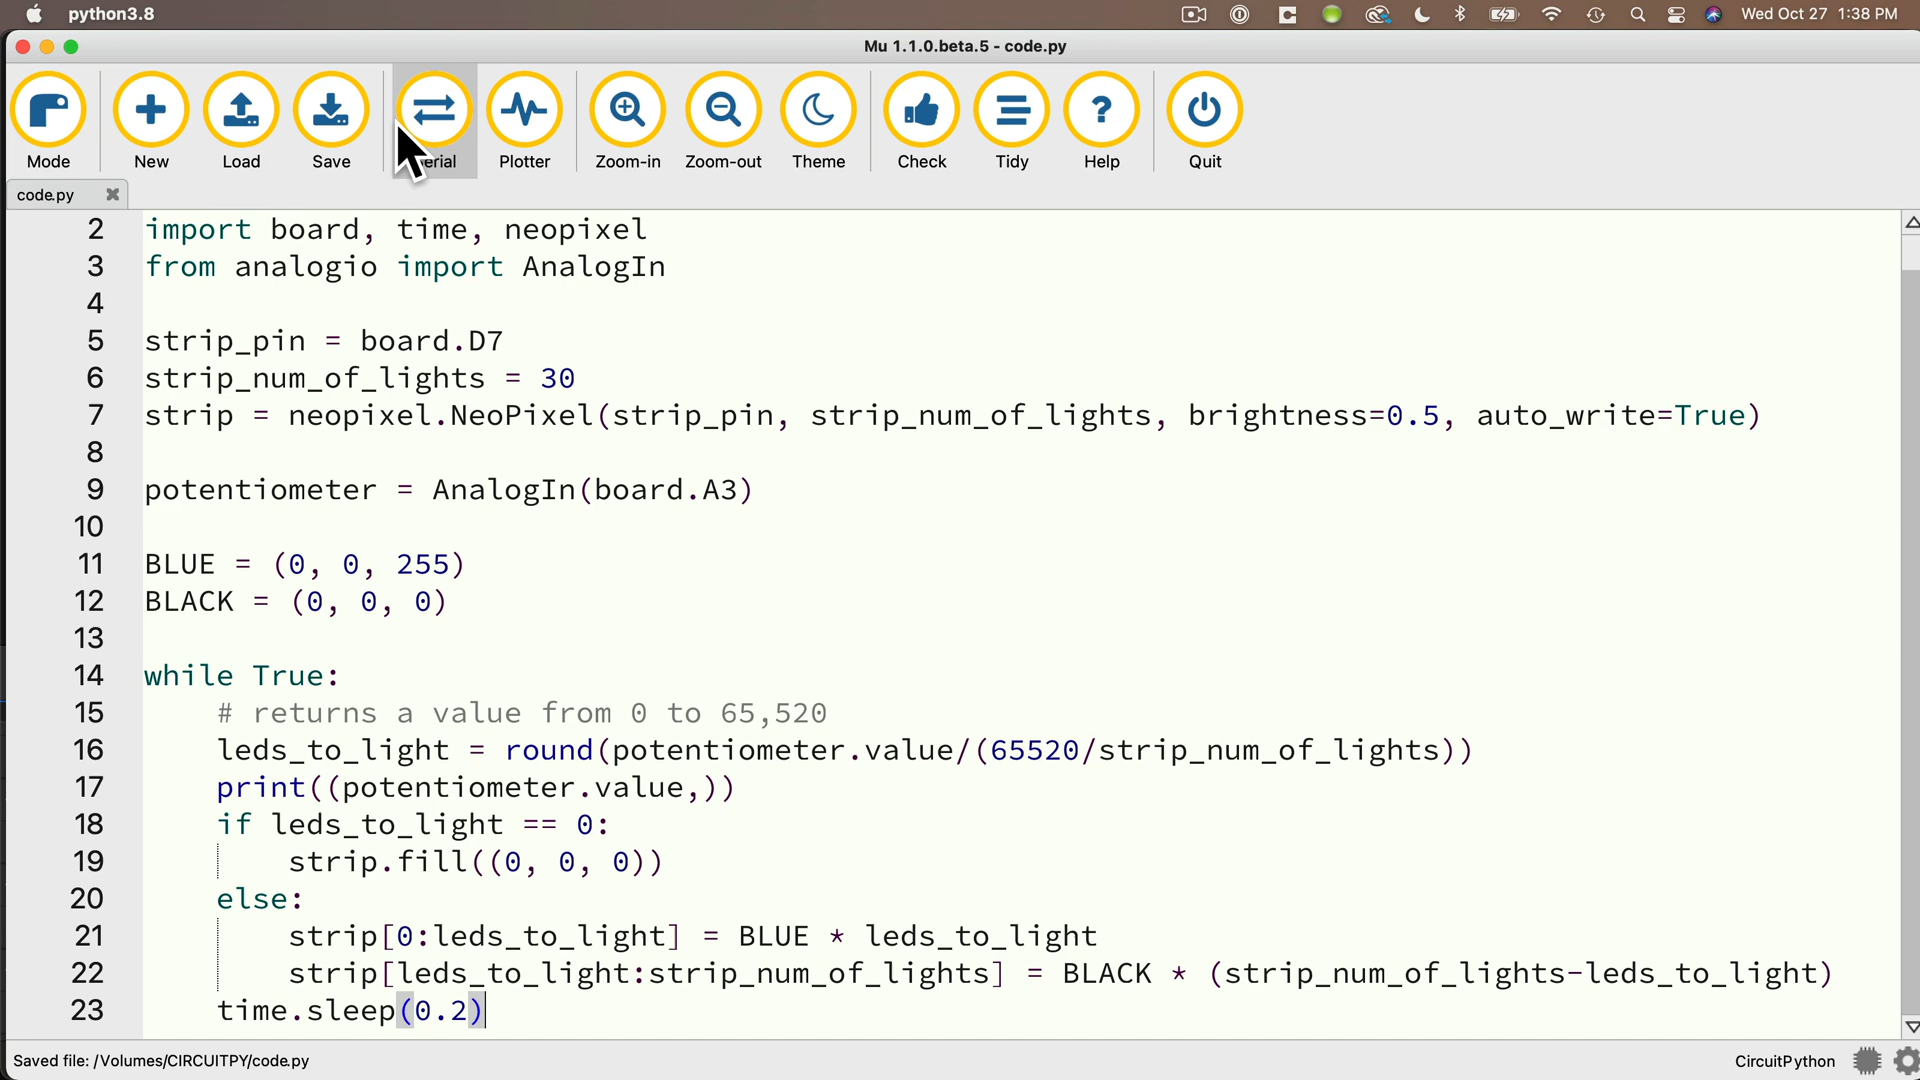 python3.8
Wed Oct 27 1:38 PM
Mu 1.1.0.beta.5 - code.py
Mode
New
Load
Save
Plotter
Zoom-in
Zoom-out
Theme
Check
Tidy
Help
Quit
code.py
2 import board, time, neopixel
3 from analogio import AnalogIn
4
5 strip_pin = board.D7
6 strip_num_of_lights = 30
7 strip = neopixel.NeoPixel(strip_pin, strip_num_of_lights, brightness=0.5, auto_write=True)
8
9 potentiometer = AnalogIn(board.A3)
10
11 BLUE = (0, 0, 255)
12 BLACK = (0, 0, 0)
13
14 while True:
15 # returns a value from 0 to 65,520
16 leds_to_light = round(potentiometer.value/(65520/strip_num_of_lights))
17 print((potentiometer.value,))
18 if leds_to_light == 0:
19 strip.fill((0, 0, 0))
20 else:
21 strip[0:leds_to_light] = BLUE * leds_to_light
22 strip[leds_to_light:strip_num_of_lights] = BLACK * (strip_num_of_lights-leds_to_light)
23 time.sleep(0.2)
Saved file: /Volumes/CIRCUITPY/code.py
CircuitPython